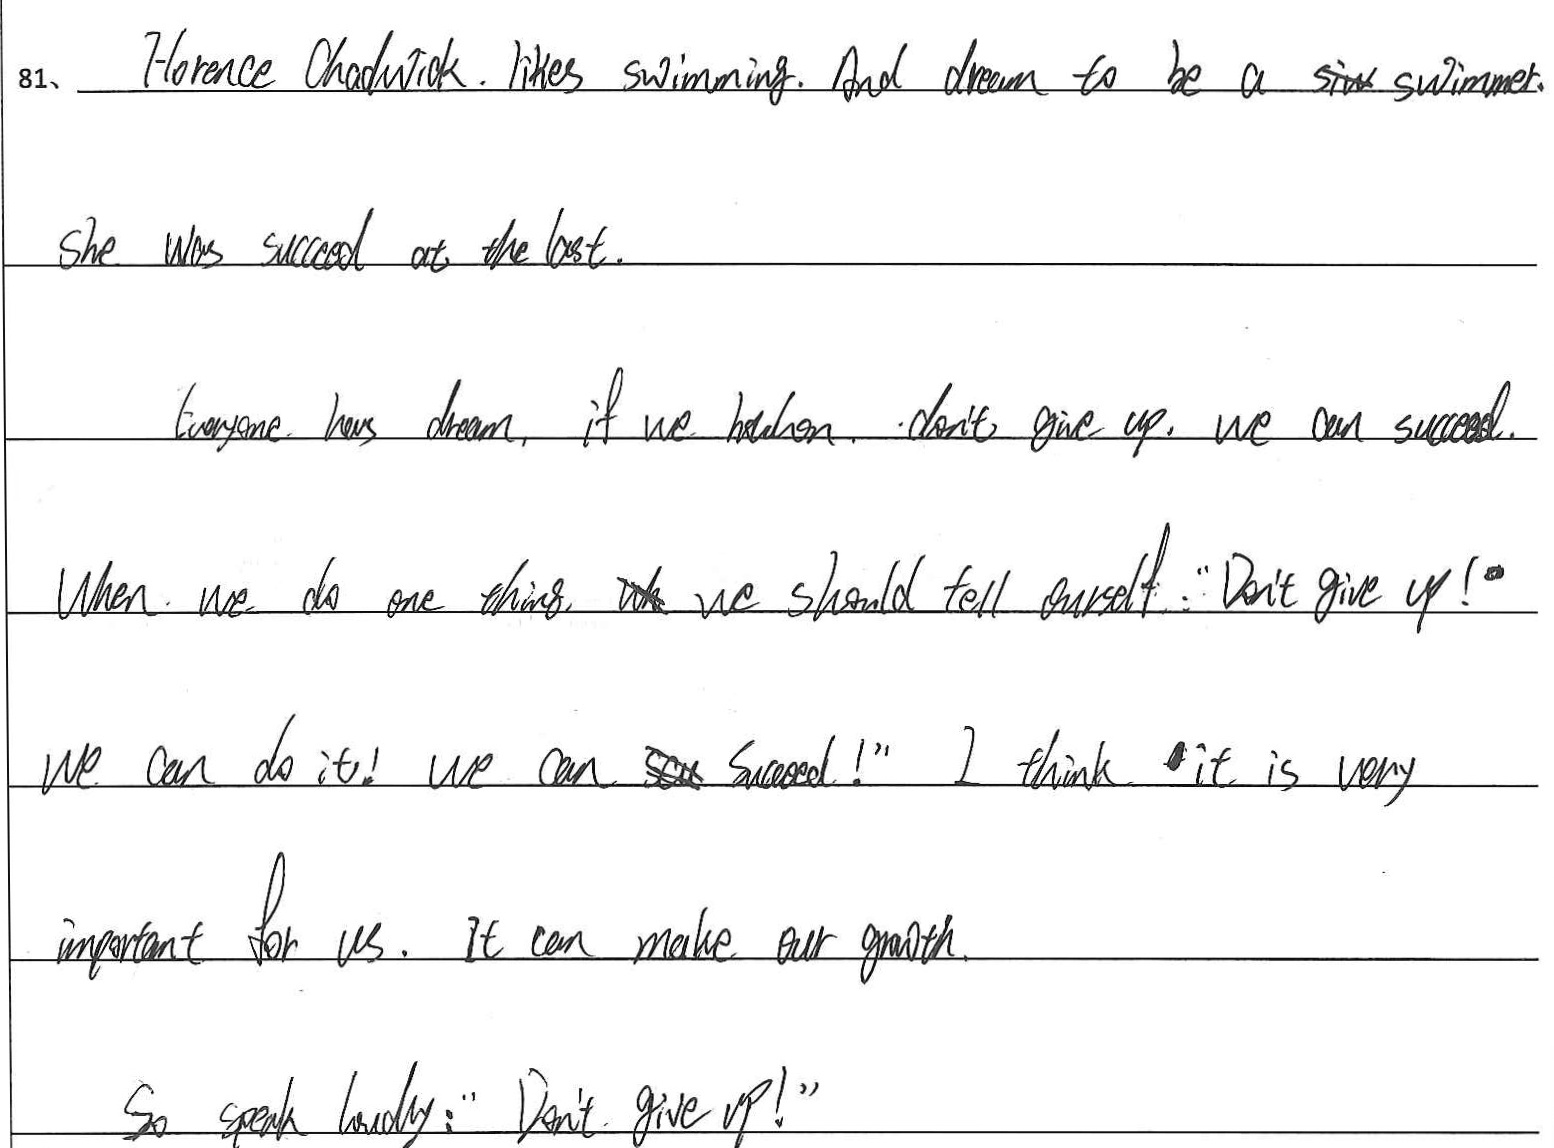 81、 Florence Chadwick. likes swimming. And dream to be a swimmer.
She was succeed at the last.
Everyone has dream, if we hold on. don't give up. we can succeed.
When we do one thing, we should tell ourself: "Don't give up!"
we can do it! we can succeed!" I think it is very
important for us. It can make our growth.
So speak loudly: "Don't give up!"